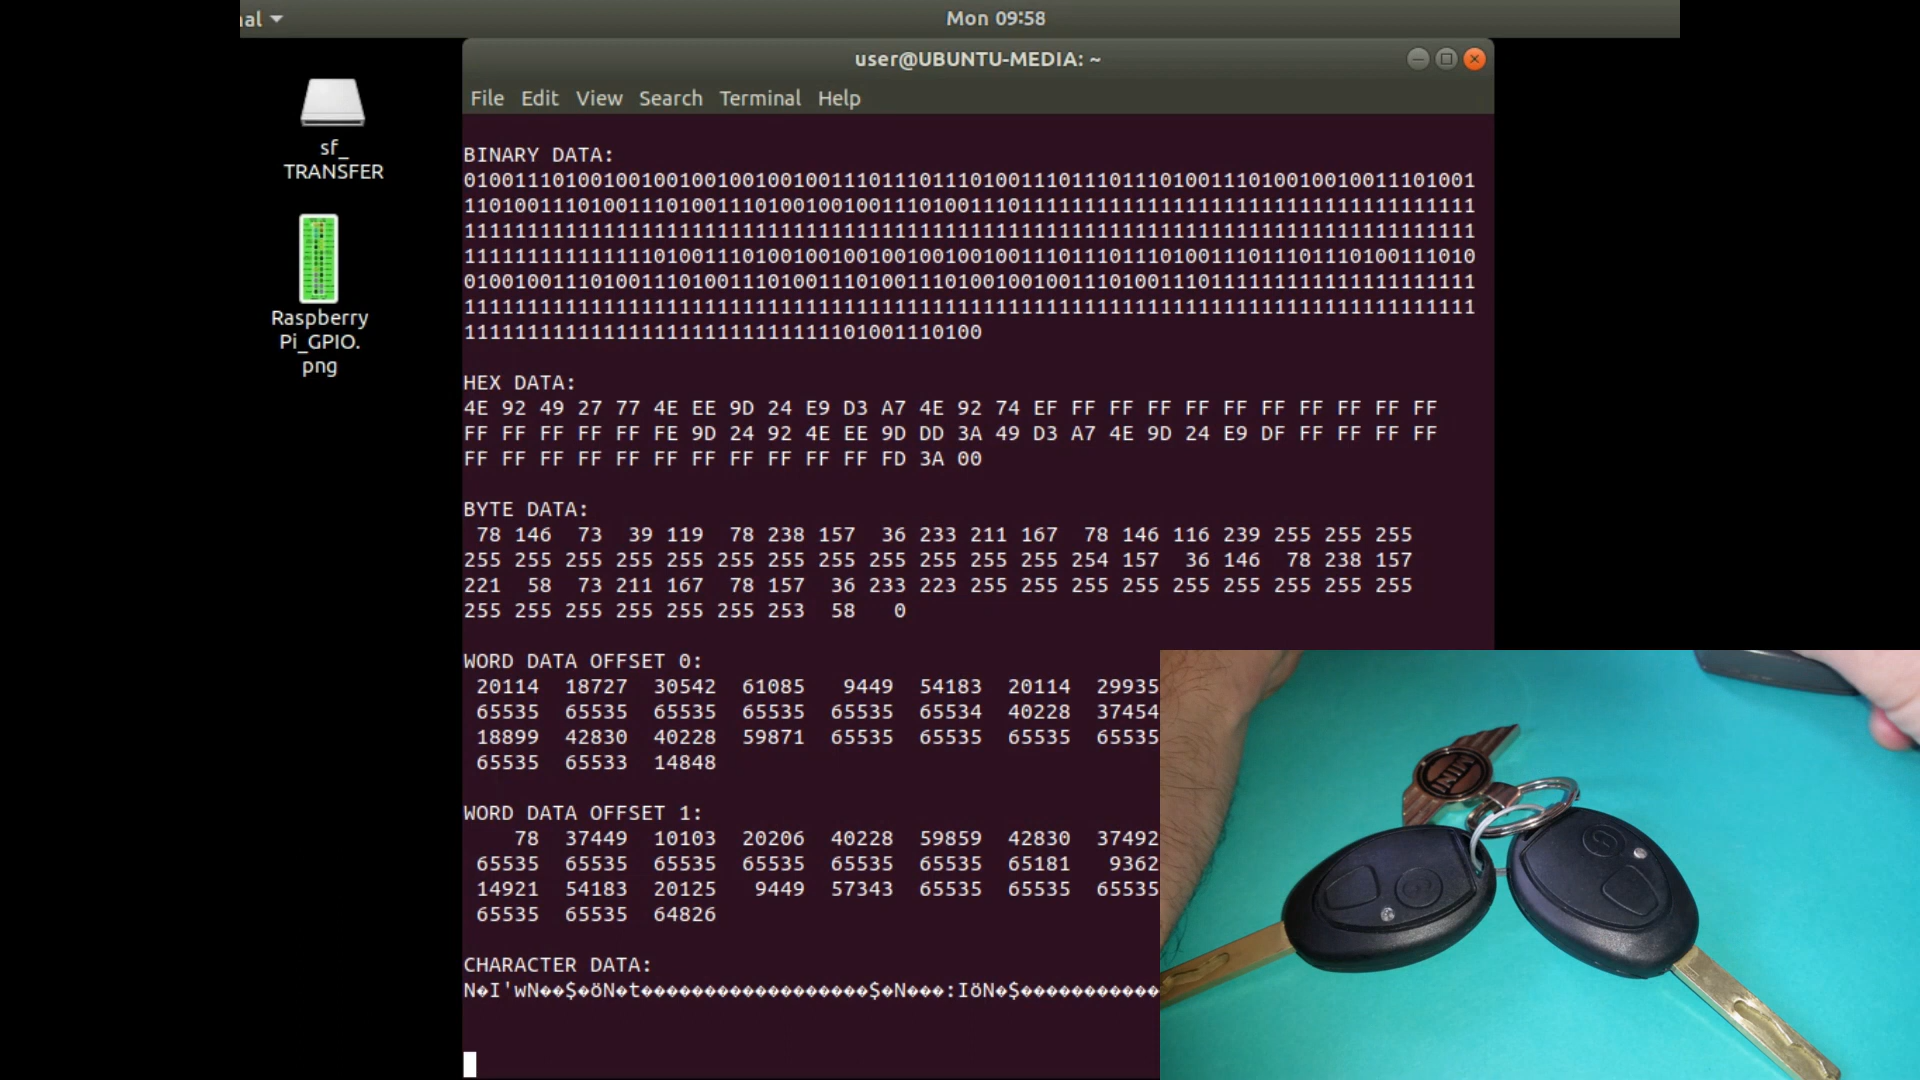 al
Mon 09:58
user@UBUNTU-MEDIA: ~
File Edit View Search Terminal Help
sf_
TRANSFER
Raspberry
Pi_GPIO.
png
BINARY DATA:
01001110100100100100100100100111011101110100111011101110100111010010010011101001
11010011101001110100111010010010011101001110111111111111111111111111111111111111
11111111111111111111111111111111111111111111111111111111111111111111111111111111
11111111111111101001110100100100100100100100111011101110100111011101110100111010
01001001110100111010011101001110100111010010010011101001110111111111111111111111
11111111111111111111111111111111111111111111111111111111111111111111111111111111
11111111111111111111111111111101001110100
HEX DATA:
4E 92 49 27 77 4E EE 9D 24 E9 D3 A7 4E 92 74 EF FF FF FF FF FF FF FF FF FF FF
FF FF FF FF FF FE 9D 24 92 4E EE 9D DD 3A 49 D3 A7 4E 9D 24 E9 DF FF FF FF FF
FF FF FF FF FF FF FF FF FF FF FF FD 3A 00
BYTE DATA:
78 146 73 39 119 78 238 157 36 233 211 167 78 146 116 239 255 255 255
255 255 255 255 255 255 255 255 255 255 255 255 254 157 36 146 78 238 157
221 58 73 211 167 78 157 36 233 223 255 255 255 255 255 255 255 255 255
255 255 255 255 255 255 253 58 0
WORD DATA OFFSET 0:
20114 18727 30542 61085 9449 54183 20114 29935
65535 65535 65535 65535 65535 65534 40228 37454
18899 42830 40228 59871 65535 65535 65535 65535
65535 65533 14848
WORD DATA OFFSET 1:
78 37449 10103 20206 40228 59859 42830 37492
65535 65535 65535 65535 65535 65535 65181 9362
14921 54183 20125 9449 57343 65535 65535 65535
65535 65535 64826
CHARACTER DATA:
N�I'wN��$�öN�t������������������$�N���:IöN�$�����������
MINI